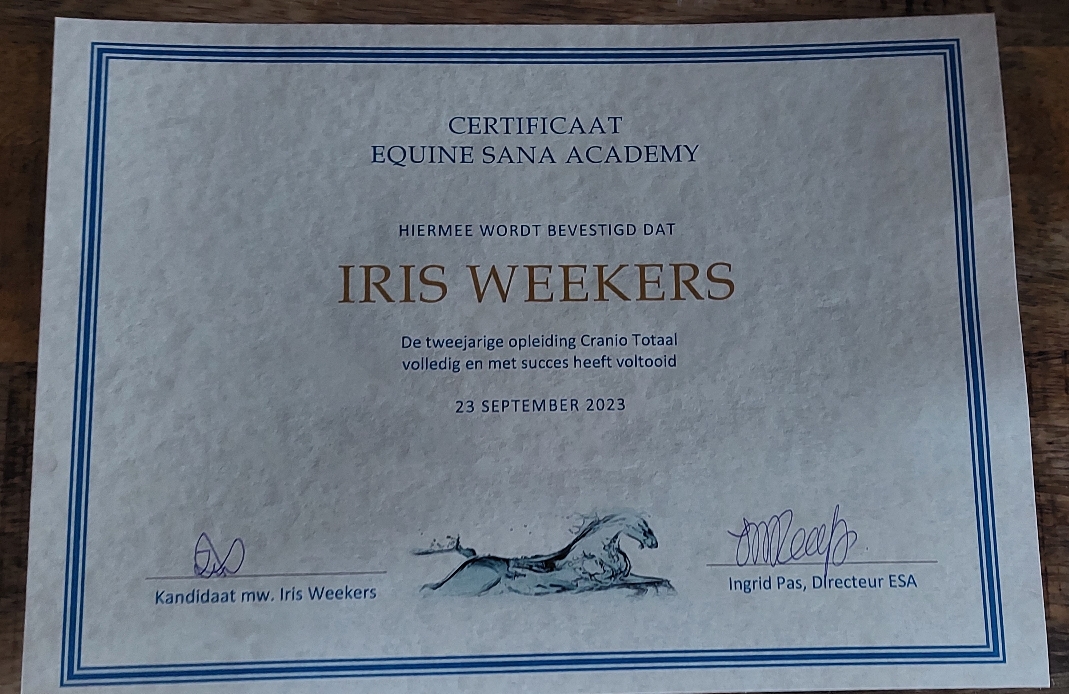 CERTIFICAAT
EQUINE SANA ACADEMY
HIERMEE WORDT BEVESTIGD DAT
IRIS WEEKERS
De tweejarige opleiding Cranio Totaal
volledig en met succes heeft voltooid
23 SEPTEMBER 2023
Kandidaat mw. Iris Weekers
Ingrid Pas, Directeur ESA